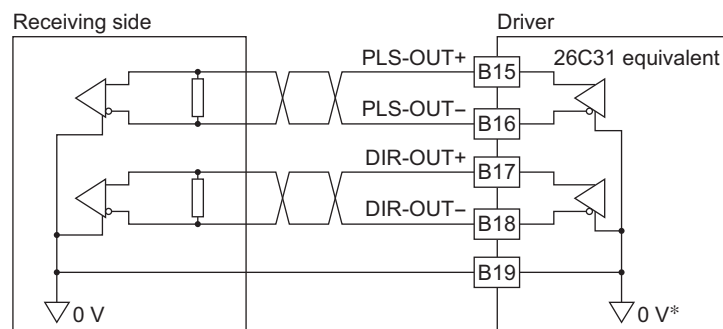 Receiving side
Driver
PLS-OUT+
B15
26C31 equivalent
PLS-OUT−
B16
DIR-OUT+
B17
DIR-OUT−
B18
B19
0 V
0 V*